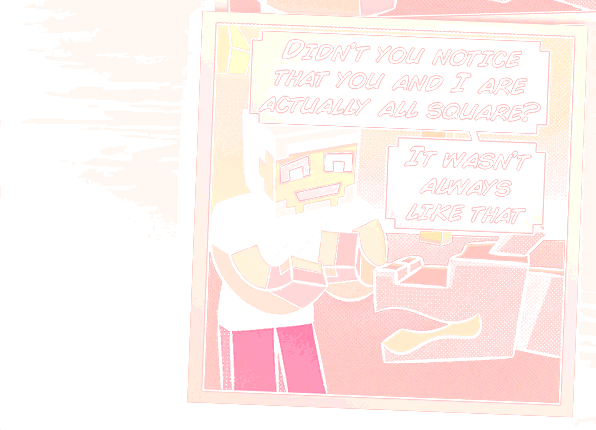 DIDN'T YOU NOTICE
THAT YOU AND I ARE
ACTUALLY ALL SQUARE?
IT WASN'T
ALWAYS
LIKE THAT